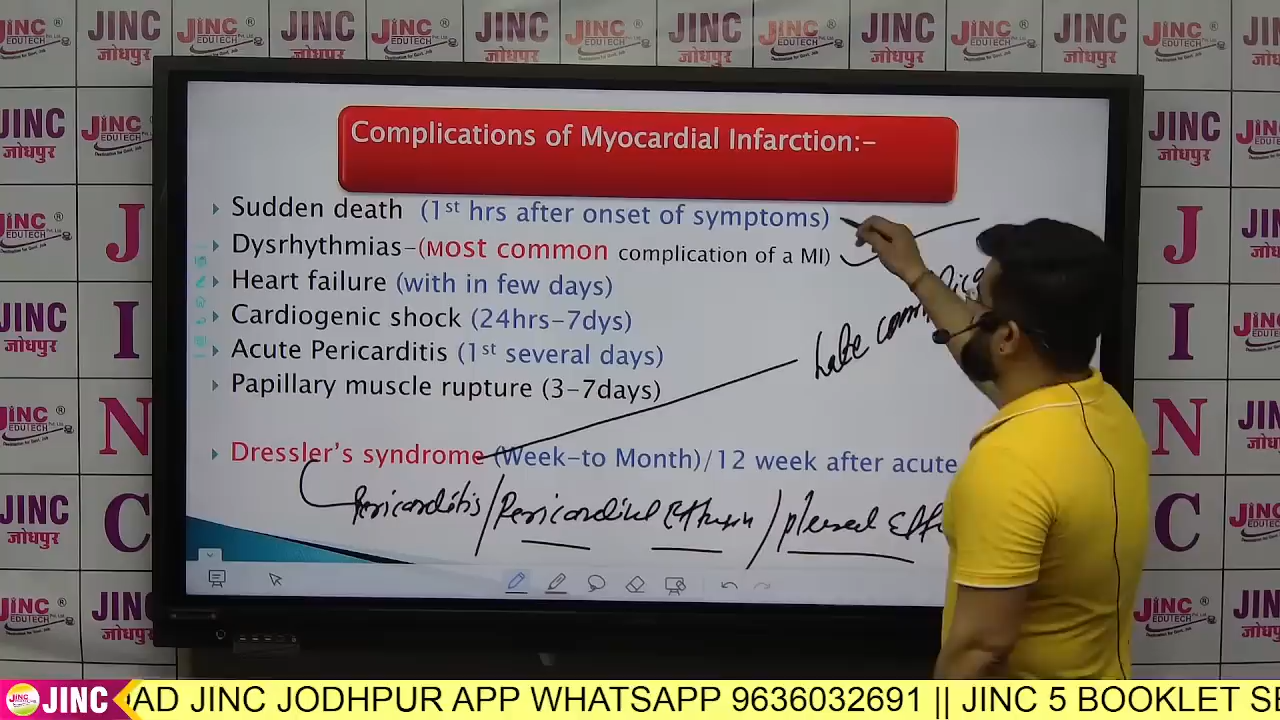 Complications of Myocardial Infarction:-
Sudden death (1st hrs after onset of symptoms)
Dysrhythmias-(Most common complication of a MI)
Heart failure (with in few days)
Cardiogenic shock (24hrs-7dys)
Acute Pericarditis (1st several days)
Papillary muscle rupture (3-7days)
Late
Dressler's syndrome (Week-to Month)/12 week after acute
Pericarditis / Pericardial Effusion /
JINC
जोधपुर
JINC EDUTECH
J
I
N
C
J
I
N
C
JINC
AD JINC JODHPUR APP WHATSAPP 9636032691 || JINC 5 BOOKLET SE